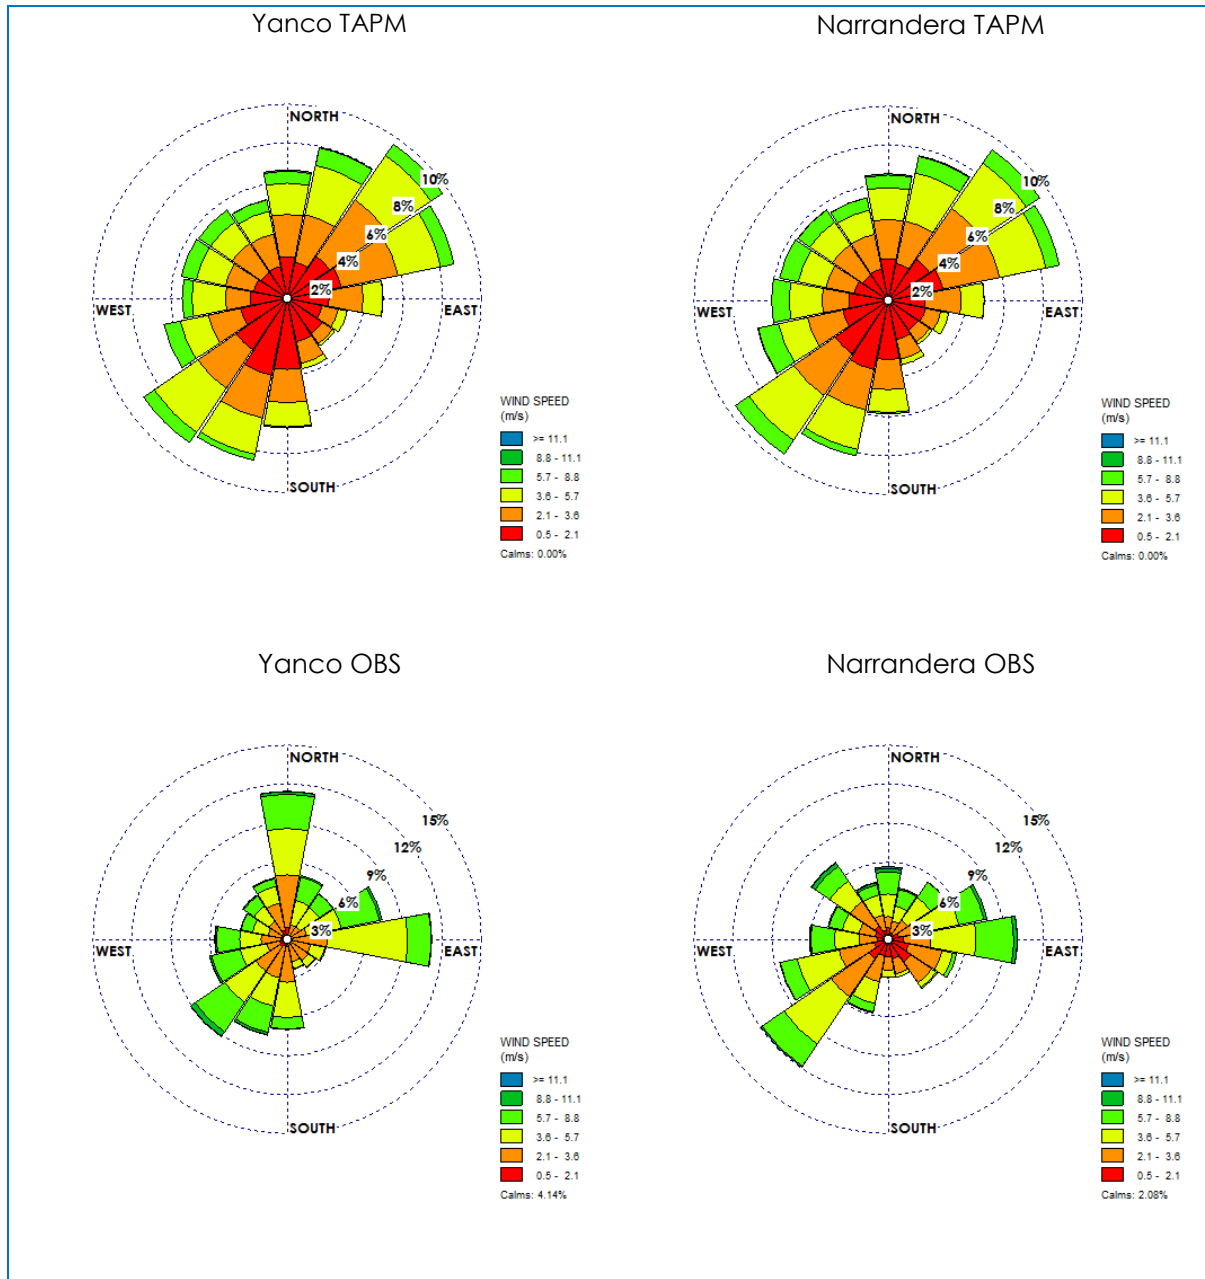 Yanco TAPM
NORTH
10%
8%
6%
4%
2%
WEST
EAST
SOUTH
WIND SPEED
(m/s)
>= 11.1
8.8 - 11.1
5.7 - 8.8
3.6 - 5.7
2.1 - 3.6
0.5 - 2.1
Calms: 0.00%
Narrandera TAPM
NORTH
10%
8%
6%
4%
2%
WEST
EAST
SOUTH
WIND SPEED
(m/s)
>= 11.1
8.8 - 11.1
5.7 - 8.8
3.6 - 5.7
2.1 - 3.6
0.5 - 2.1
Calms: 0.00%
Yanco OBS
NORTH
15%
12%
9%
6%
3%
WEST
EAST
SOUTH
WIND SPEED
(m/s)
>= 11.1
8.8 - 11.1
5.7 - 8.8
3.6 - 5.7
2.1 - 3.6
0.5 - 2.1
Calms: 4.14%
Narrandera OBS
NORTH
15%
12%
9%
6%
3%
WEST
EAST
SOUTH
WIND SPEED
(m/s)
>= 11.1
8.8 - 11.1
5.7 - 8.8
3.6 - 5.7
2.1 - 3.6
0.5 - 2.1
Calms: 2.08%